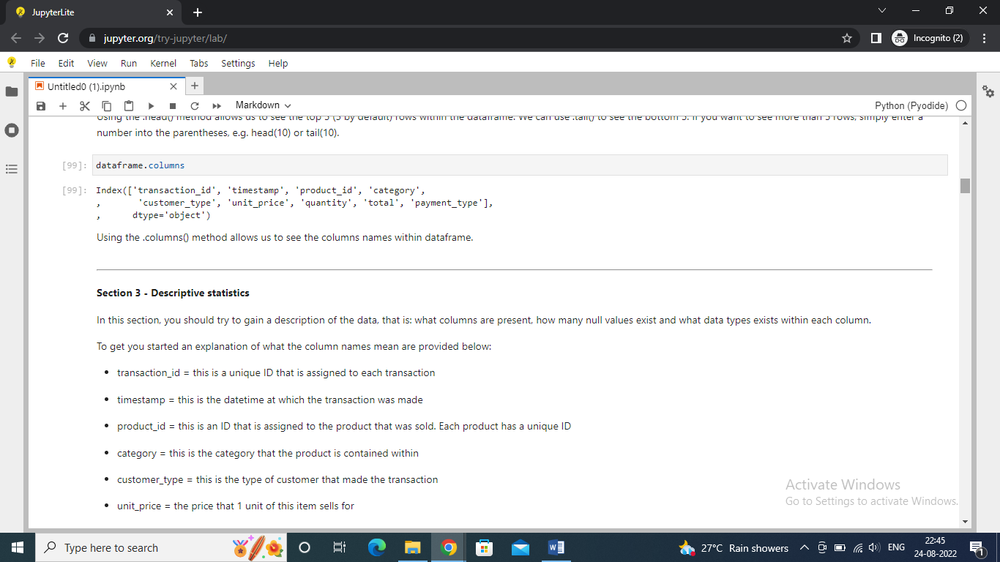 JupyterLite
jupyter.org/try-jupyter/lab/
Incognito (2)
File Edit View Run Kernel Tabs Settings Help
Untitled0 (1).ipynb
Markdown
Python (Pyodide)
Using the .head() method allows us to see the top 5 (5 by default) rows within the dataframe. We can use .tail() to see the bottom 5. If you want to see more than 5 rows, simply enter a
number into the parentheses, e.g. head(10) or tail(10).
[99]: dataframe.columns
[99]: Index(['transaction_id', 'timestamp', 'product_id', 'category',
,       'customer_type', 'unit_price', 'quantity', 'total', 'payment_type'],
,      dtype='object')
Using the .columns() method allows us to see the columns names within dataframe.
Section 3 - Descriptive statistics
In this section, you should try to gain a description of the data, that is: what columns are present, how many null values exist and what data types exists within each column.
To get you started an explanation of what the column names mean are provided below:
• transaction_id = this is a unique ID that is assigned to each transaction
• timestamp = this is the datetime at which the transaction was made
• product_id = this is an ID that is assigned to the product that was sold. Each product has a unique ID
• category = this is the category that the product is contained within
• customer_type = this is the type of customer that made the transaction
• unit_price = the price that 1 unit of this item sells for
Activate Windows
Go to Settings to activate Windows.
Type here to search
27°C Rain showers
ENG
22:45
24-08-2022
1